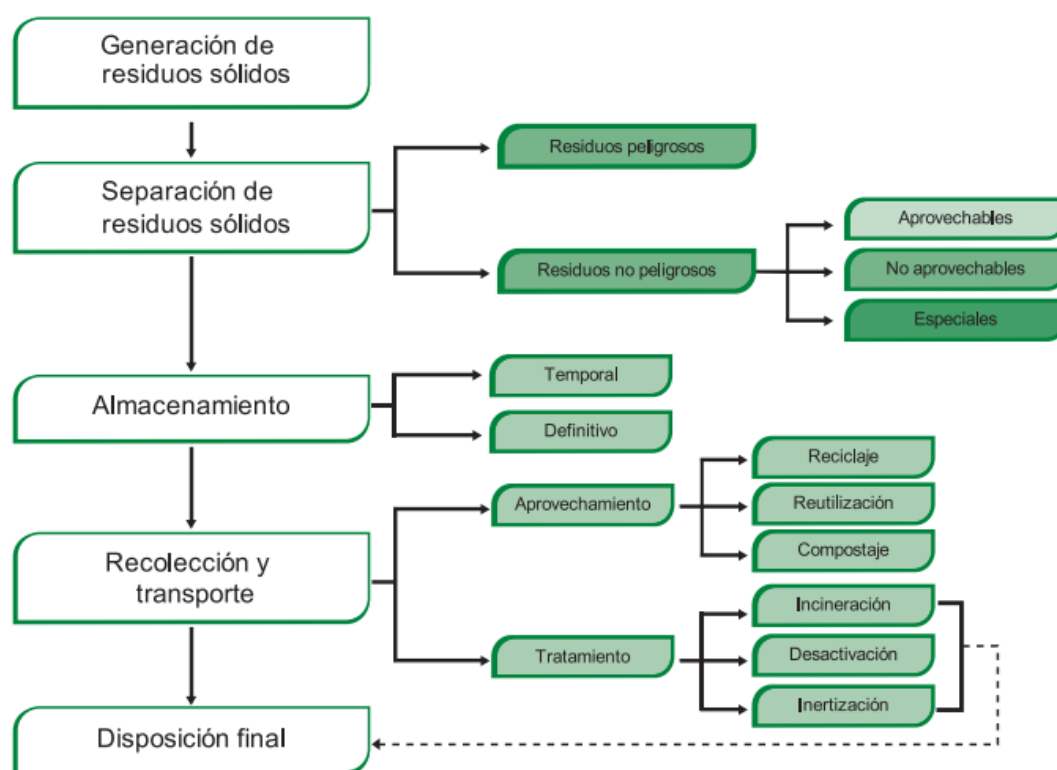 Generación de
residuos sólidos
Separación de
residuos sólidos
Residuos peligrosos
Residuos no peligrosos
Aprovechables
No aprovechables
Especiales
Almacenamiento
Temporal
Definitivo
Recolección y
transporte
Aprovechamiento
Reciclaje
Reutilización
Compostaje
Tratamiento
Incineración
Desactivación
Inertización
Disposición final